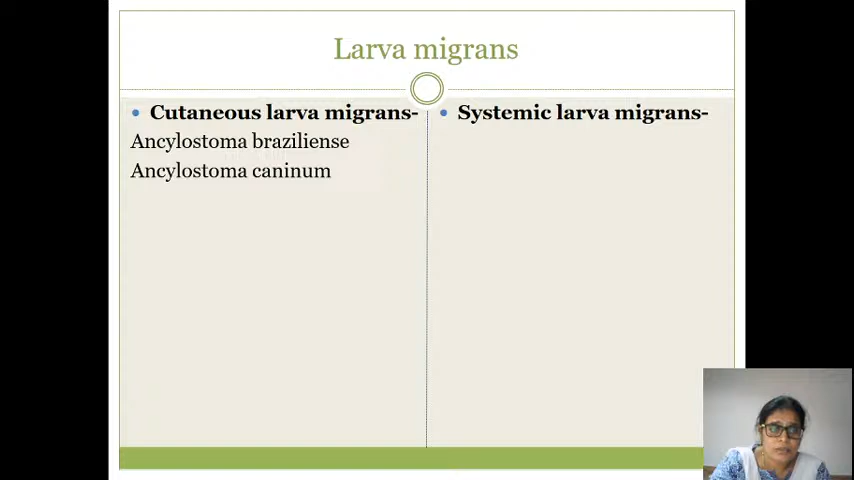 Larva migrans
Cutaneous larva migrans-
Ancylostoma braziliense
Ancylostoma caninum
Systemic larva migrans-